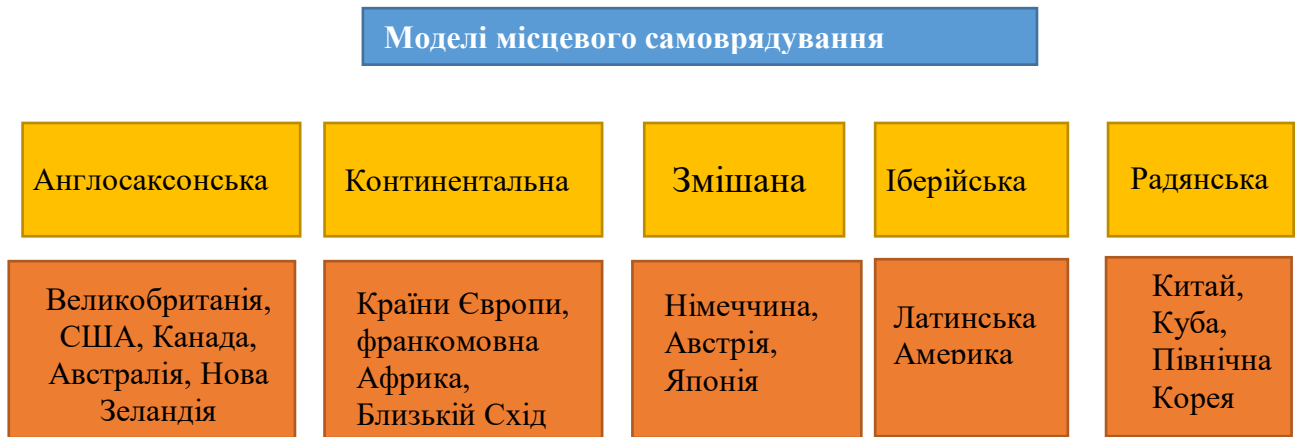 Моделі місцевого самоврядування
Англосаксонська
Континентальна
Змішана
Іберійська
Радянська
Великобританія,
США, Канада,
Австралія, Нова
Зеландія
Країни Європи,
франкомовна
Африка,
Близькій Схід
Німеччина,
Австрія,
Японія
Латинська
Америка
Китай,
Куба,
Північна
Корея